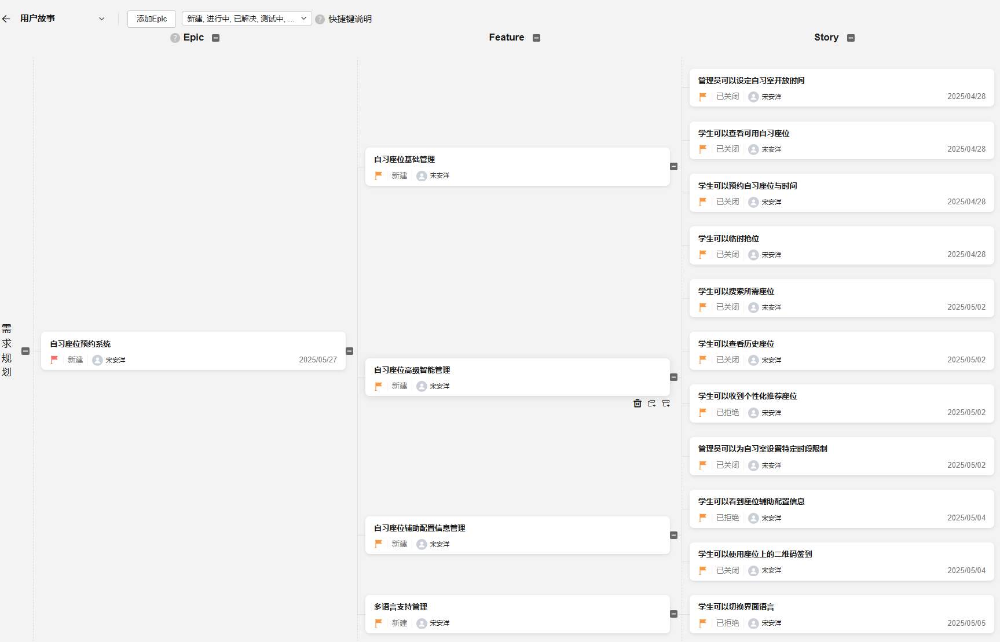 用户故事
添加Epic
新建, 进行中, 已解决, 测试中, ...
快捷键说明
Epic
Feature
Story
需求规划
自习座位预约系统
新建 宋安洋 2025/05/27
自习座位基础管理
新建 宋安洋
自习座位高级智能管理
新建 宋安洋
自习座位辅助配置信息管理
新建 宋安洋
多语言支持管理
新建 宋安洋
管理员可以设定自习室开放时间
已关闭 宋安洋 2025/04/28
学生可以查看可用自习座位
已关闭 宋安洋 2025/04/28
学生可以预约自习座位与时间
已关闭 宋安洋 2025/04/28
学生可以临时抢位
已关闭 宋安洋 2025/04/28
学生可以搜索所需座位
已关闭 宋安洋 2025/05/02
学生可以查看历史座位
已关闭 宋安洋 2025/05/02
学生可以收到个性化推荐座位
已拒绝 宋安洋 2025/05/02
管理员可以为自习室设置特定时段限制
已关闭 宋安洋 2025/05/02
学生可以看到座位辅助配置信息
已拒绝 宋安洋 2025/05/04
学生可以使用座位上的二维码签到
已关闭 宋安洋 2025/05/04
学生可以切换界面语言
已拒绝 宋安洋 2025/05/05